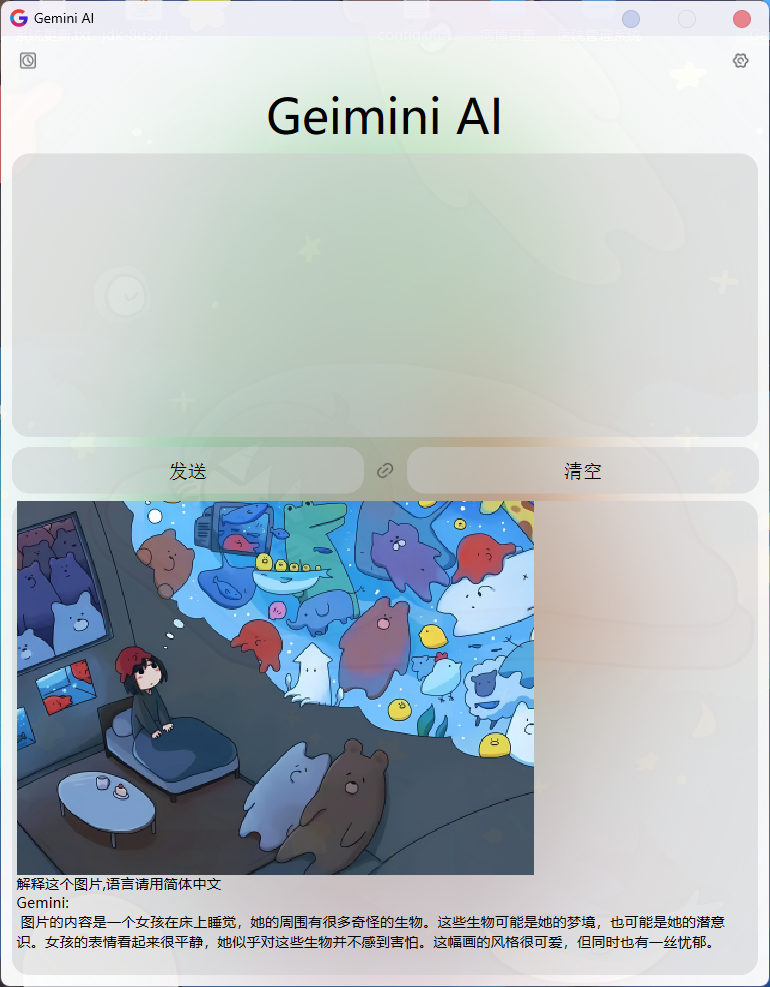 Gemini AI
Geimini AI
发送
清空
解释这个图片,语言请用简体中文
Gemini:
图片的内容是一个女孩在床上睡觉，她的周围有很多奇怪的生物。这些生物可能是她的梦境，也可能是她的潜意
识。女孩的表情看起来很平静，她似乎对这些生物并不感到害怕。这幅画的风格很可爱，但同时也有一丝忧郁。